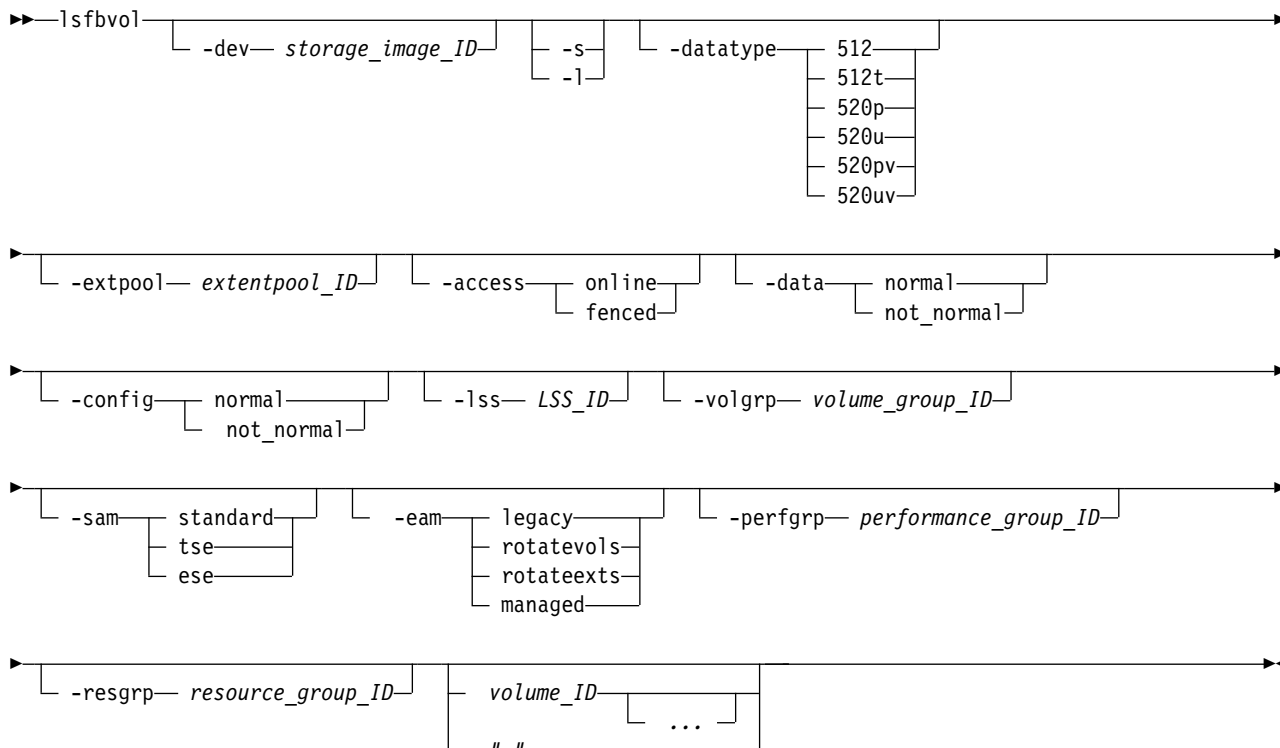 lsfbvol
-dev storage_image_ID -s -datatype 512
-l 512t
520p
520u
520pv
520uv
-extpool extentpool_ID -access online -data normal
fenced not_normal
-config normal -lss LSS_ID -volgrp volume_group_ID
not_normal
-sam standard -eam legacy -perfgrp performance_group_ID
tse rotatevols
ese rotateexts
managed
-resgrp resource_group_ID volume_ID
...